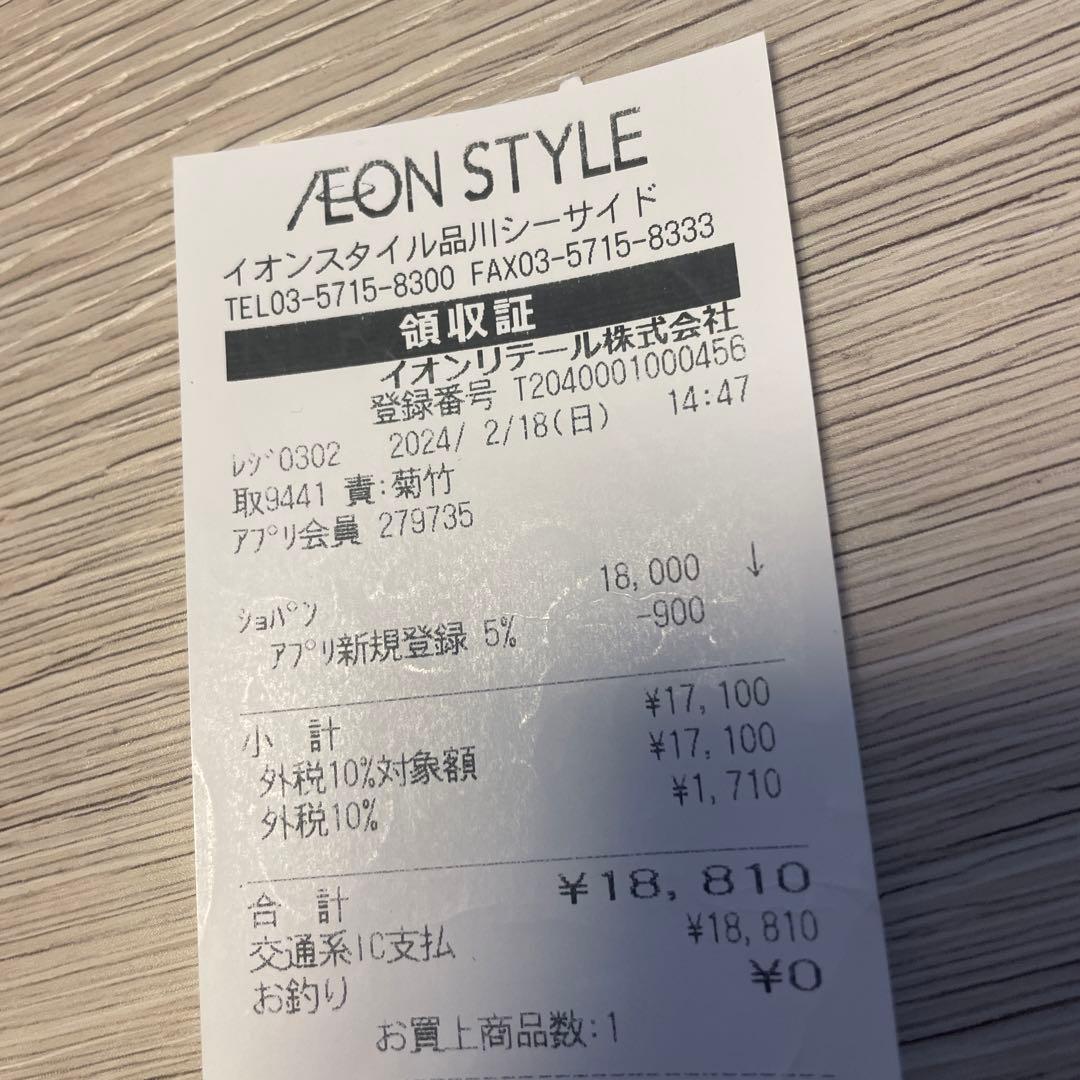 ÆON STYLE
イオンスタイル品川シーサイド
TEL03-5715-8300 FAX03-5715-8333
領収証
イオンリテール株式会社
登録番号 T2040001000456
ﾚｼﾞ0302 2024/ 2/18(日) 14:47
取9441 責:菊竹
ｱﾌﾟﾘ会員 279735
18,000 ↓
ｼｮﾊﾟﾝ -900
ｱﾌﾟﾘ新規登録 5%
小 計 ¥17,100
外税10%対象額 ¥17,100
外税10% ¥1,710
合 計 ¥18,810
交通系IC支払 ¥18,810
お釣り ¥0
お買上商品数:1